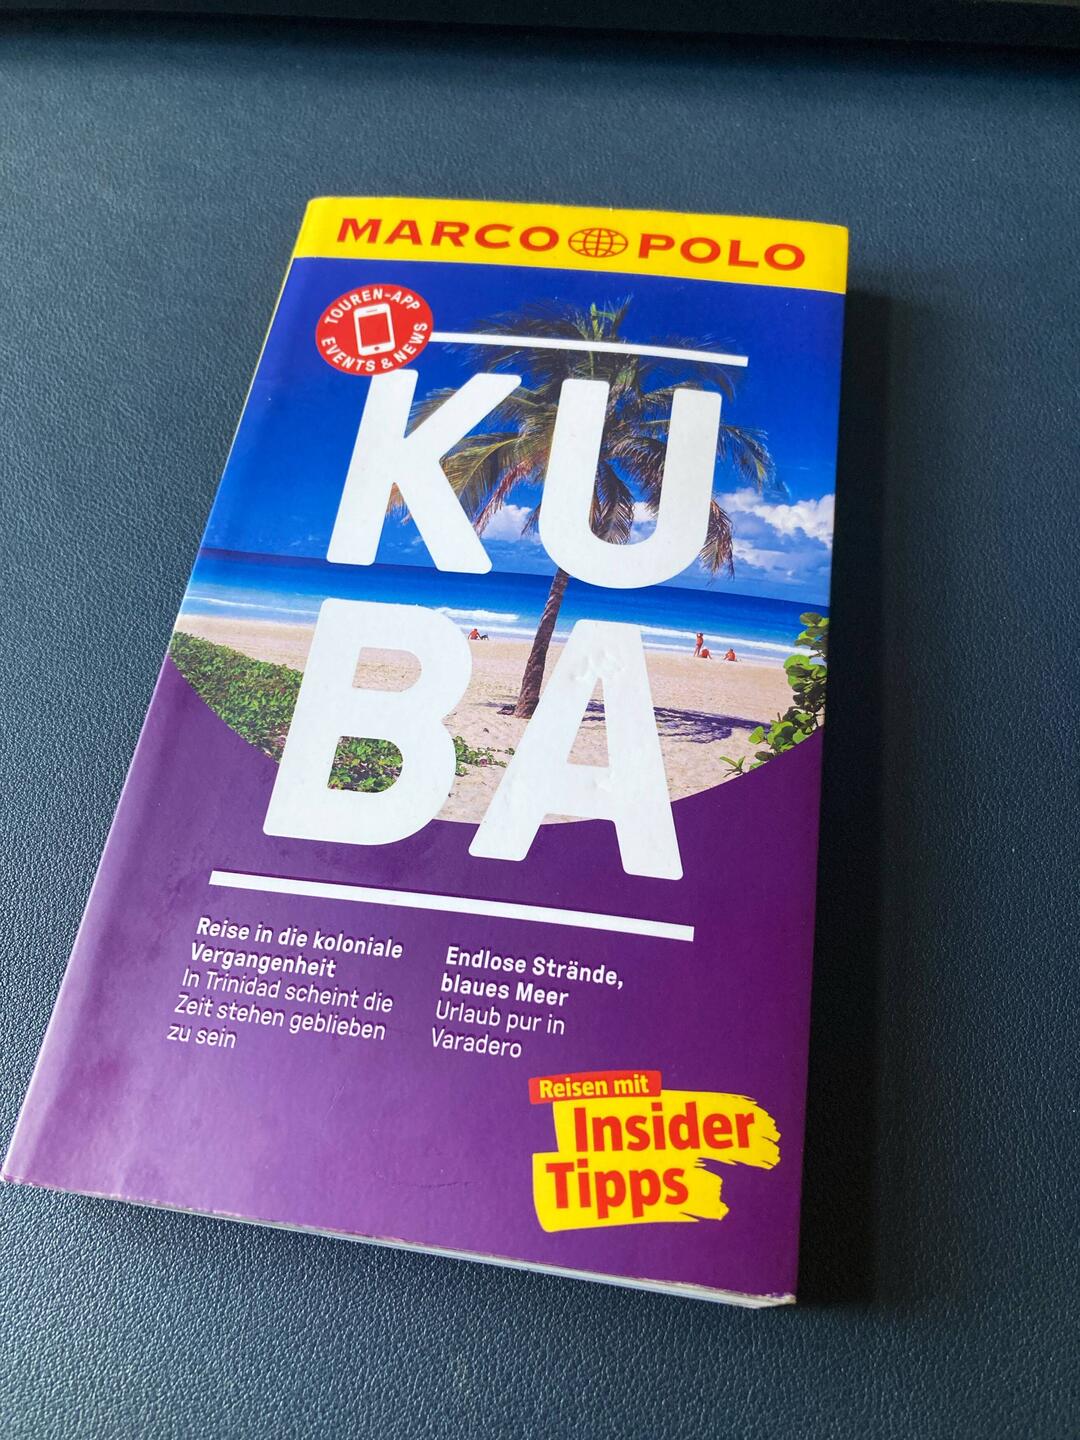 MARCO POLO
TOUREN-APP
EVENTS & NEWS
KU
BA
Reise in die koloniale
Vergangenheit
In Trinidad scheint die
Zeit stehen geblieben
zu sein
Endlose Strände,
blaues Meer
Urlaub pur in
Varadero
Reisen mit
Insider
Tipps